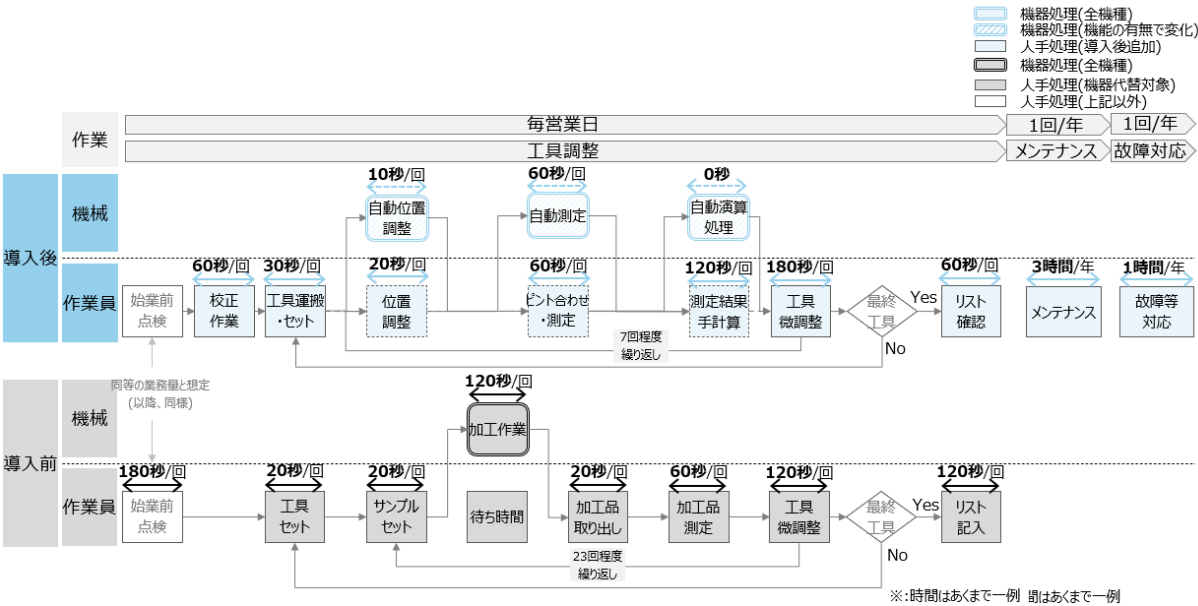 機器処理(全機種)
機器処理(機能の有無で変化)
人手処理(導入後追加)
機器処理(全機種)
人手処理(機器代替対象)
人手処理(上記以外)
作業
毎営業日
1回/年
1回/年
工具調整
メンテナンス
故障対応
導入後
機械
10秒/回
60秒/回
0秒
自動位置
調整
自動測定
自動演算
処理
作業員
60秒/回
30秒/回
20秒/回
60秒/回
120秒/回
180秒/回
60秒/回
3時間/年
1時間/年
始業前
点検
校正
作業
工具運搬
・セット
位置
調整
ピント合わせ
・測定
測定結果
手計算
工具
微調整
最終
工具
Yes
リスト
確認
メンテナンス
故障等
対応
7回程度
繰り返し
No
同等の業務量と想定
(以降、同様)
導入前
機械
120秒/回
加工作業
作業員
180秒/回
20秒/回
20秒/回
20秒/回
60秒/回
120秒/回
120秒/回
始業前
点検
工具
セット
サンプル
セット
待ち時間
加工品
取り出し
加工品
測定
工具
微調整
最終
工具
Yes
リスト
記入
23回程度
繰り返し
No
※:時間はあくまで一例 間はあくまで一例